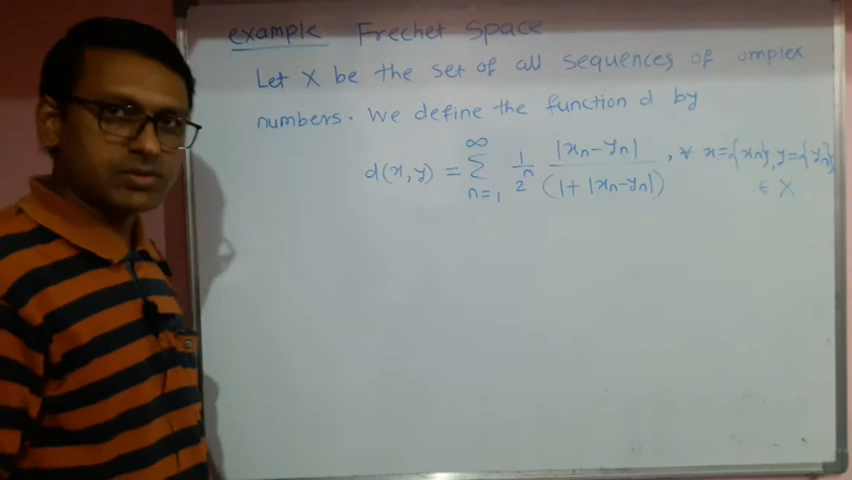 example Frechet Space
Let X be the set of all sequences of omplex
numbers. We define the function d by
d(x,y) = ∑_{n=1}^{∞} 1/2^n |xn-yn|/(1+|xn-yn|), ∀ x={xn}, y={yn}
∈ X.